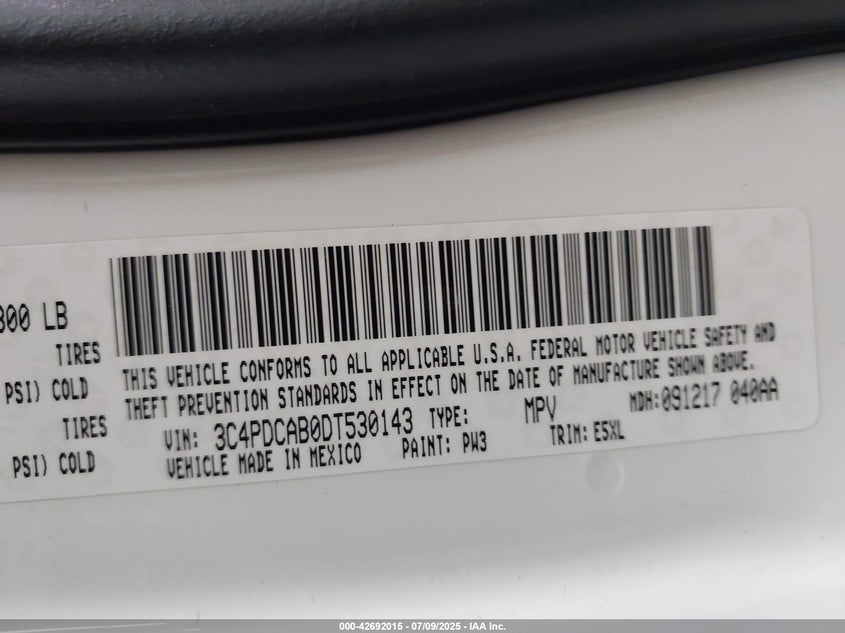 800 LB
TIRES
PSI) COLD
TIRES
PSI) COLD
THIS VEHICLE CONFORMS TO ALL APPLICABLE U.S.A. FEDERAL MOTOR VEHICLE SAFETY AND
THEFT PREVENTION STANDARDS IN EFFECT ON THE DATE OF MANUFACTURE SHOWN ABOVE.
VIN: 3C4PDCAB0DT530143 TYPE: MPV MDH:091217 040AA
VEHICLE MADE IN MEXICO PAINT: PW3 TRIM: E5XL
000-42692015 - 07/09/2025 - IAA Inc.